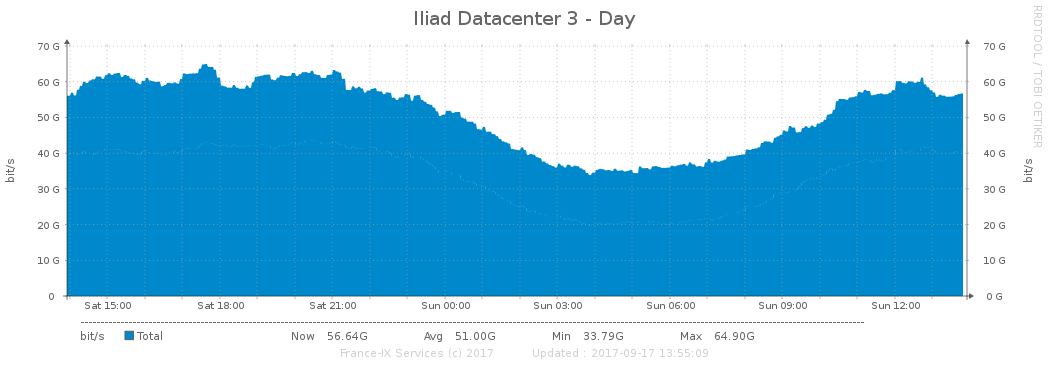 Iliad Datacenter 3 - Day
RRDTOOL / TOBI OETIKER
70 G 70 G
60 G 60 G
50 G 50 G
40 G 40 G
30 G 30 G
20 G 20 G
10 G 10 G
0 0 G
bit/s bit/s
Sat 15:00 Sat 18:00 Sat 21:00 Sun 00:00 Sun 03:00 Sun 06:00 Sun 09:00 Sun 12:00
bit/s Total Now 56.64G Avg 51.00G Min 33.79G Max 64.90G
France-IX Services (c) 2017 Updated : 2017-09-17 13:55:09